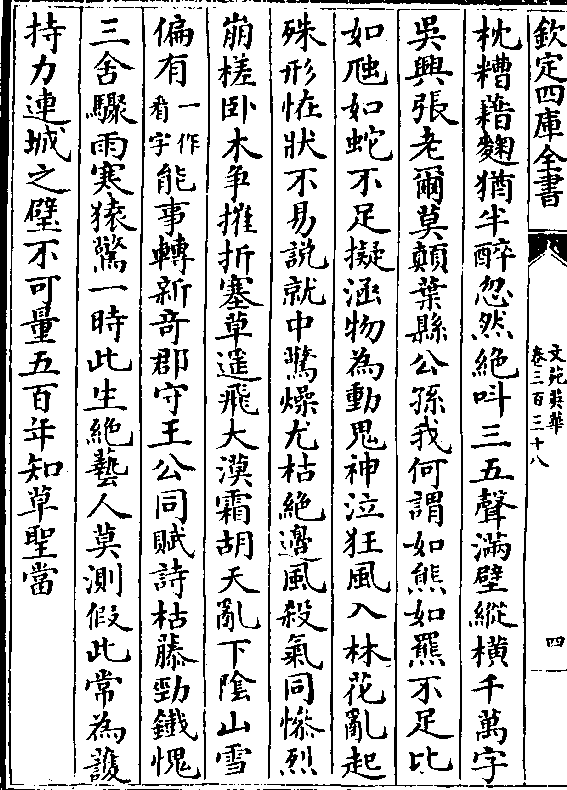 欽定四庫全書
文苑英華
卷三百三十八
四
枕糟藉麴猶半醉忽然絶呌三五聲滿壁縱横千萬字
吳興張老爾莫顛葉縣公孫我何謂如熊如羆不足比
如虺如蛇不足擬涵物為動鬼神泣狂風入林花亂起
殊形恠狀不易說就中驚燥尤枯絶邊風殺氣同慘烈
崩槎卧木争摧折塞草遥飛大漠霜胡天亂下陰山雪
偏有一作看字能事轉新奇郡守王公同賦詩枯藤勁鐵愧
三舍驟雨寒猿驚一時此生絶藝人莫測假此常為護
持力連城之璧不可量五百年知草聖當